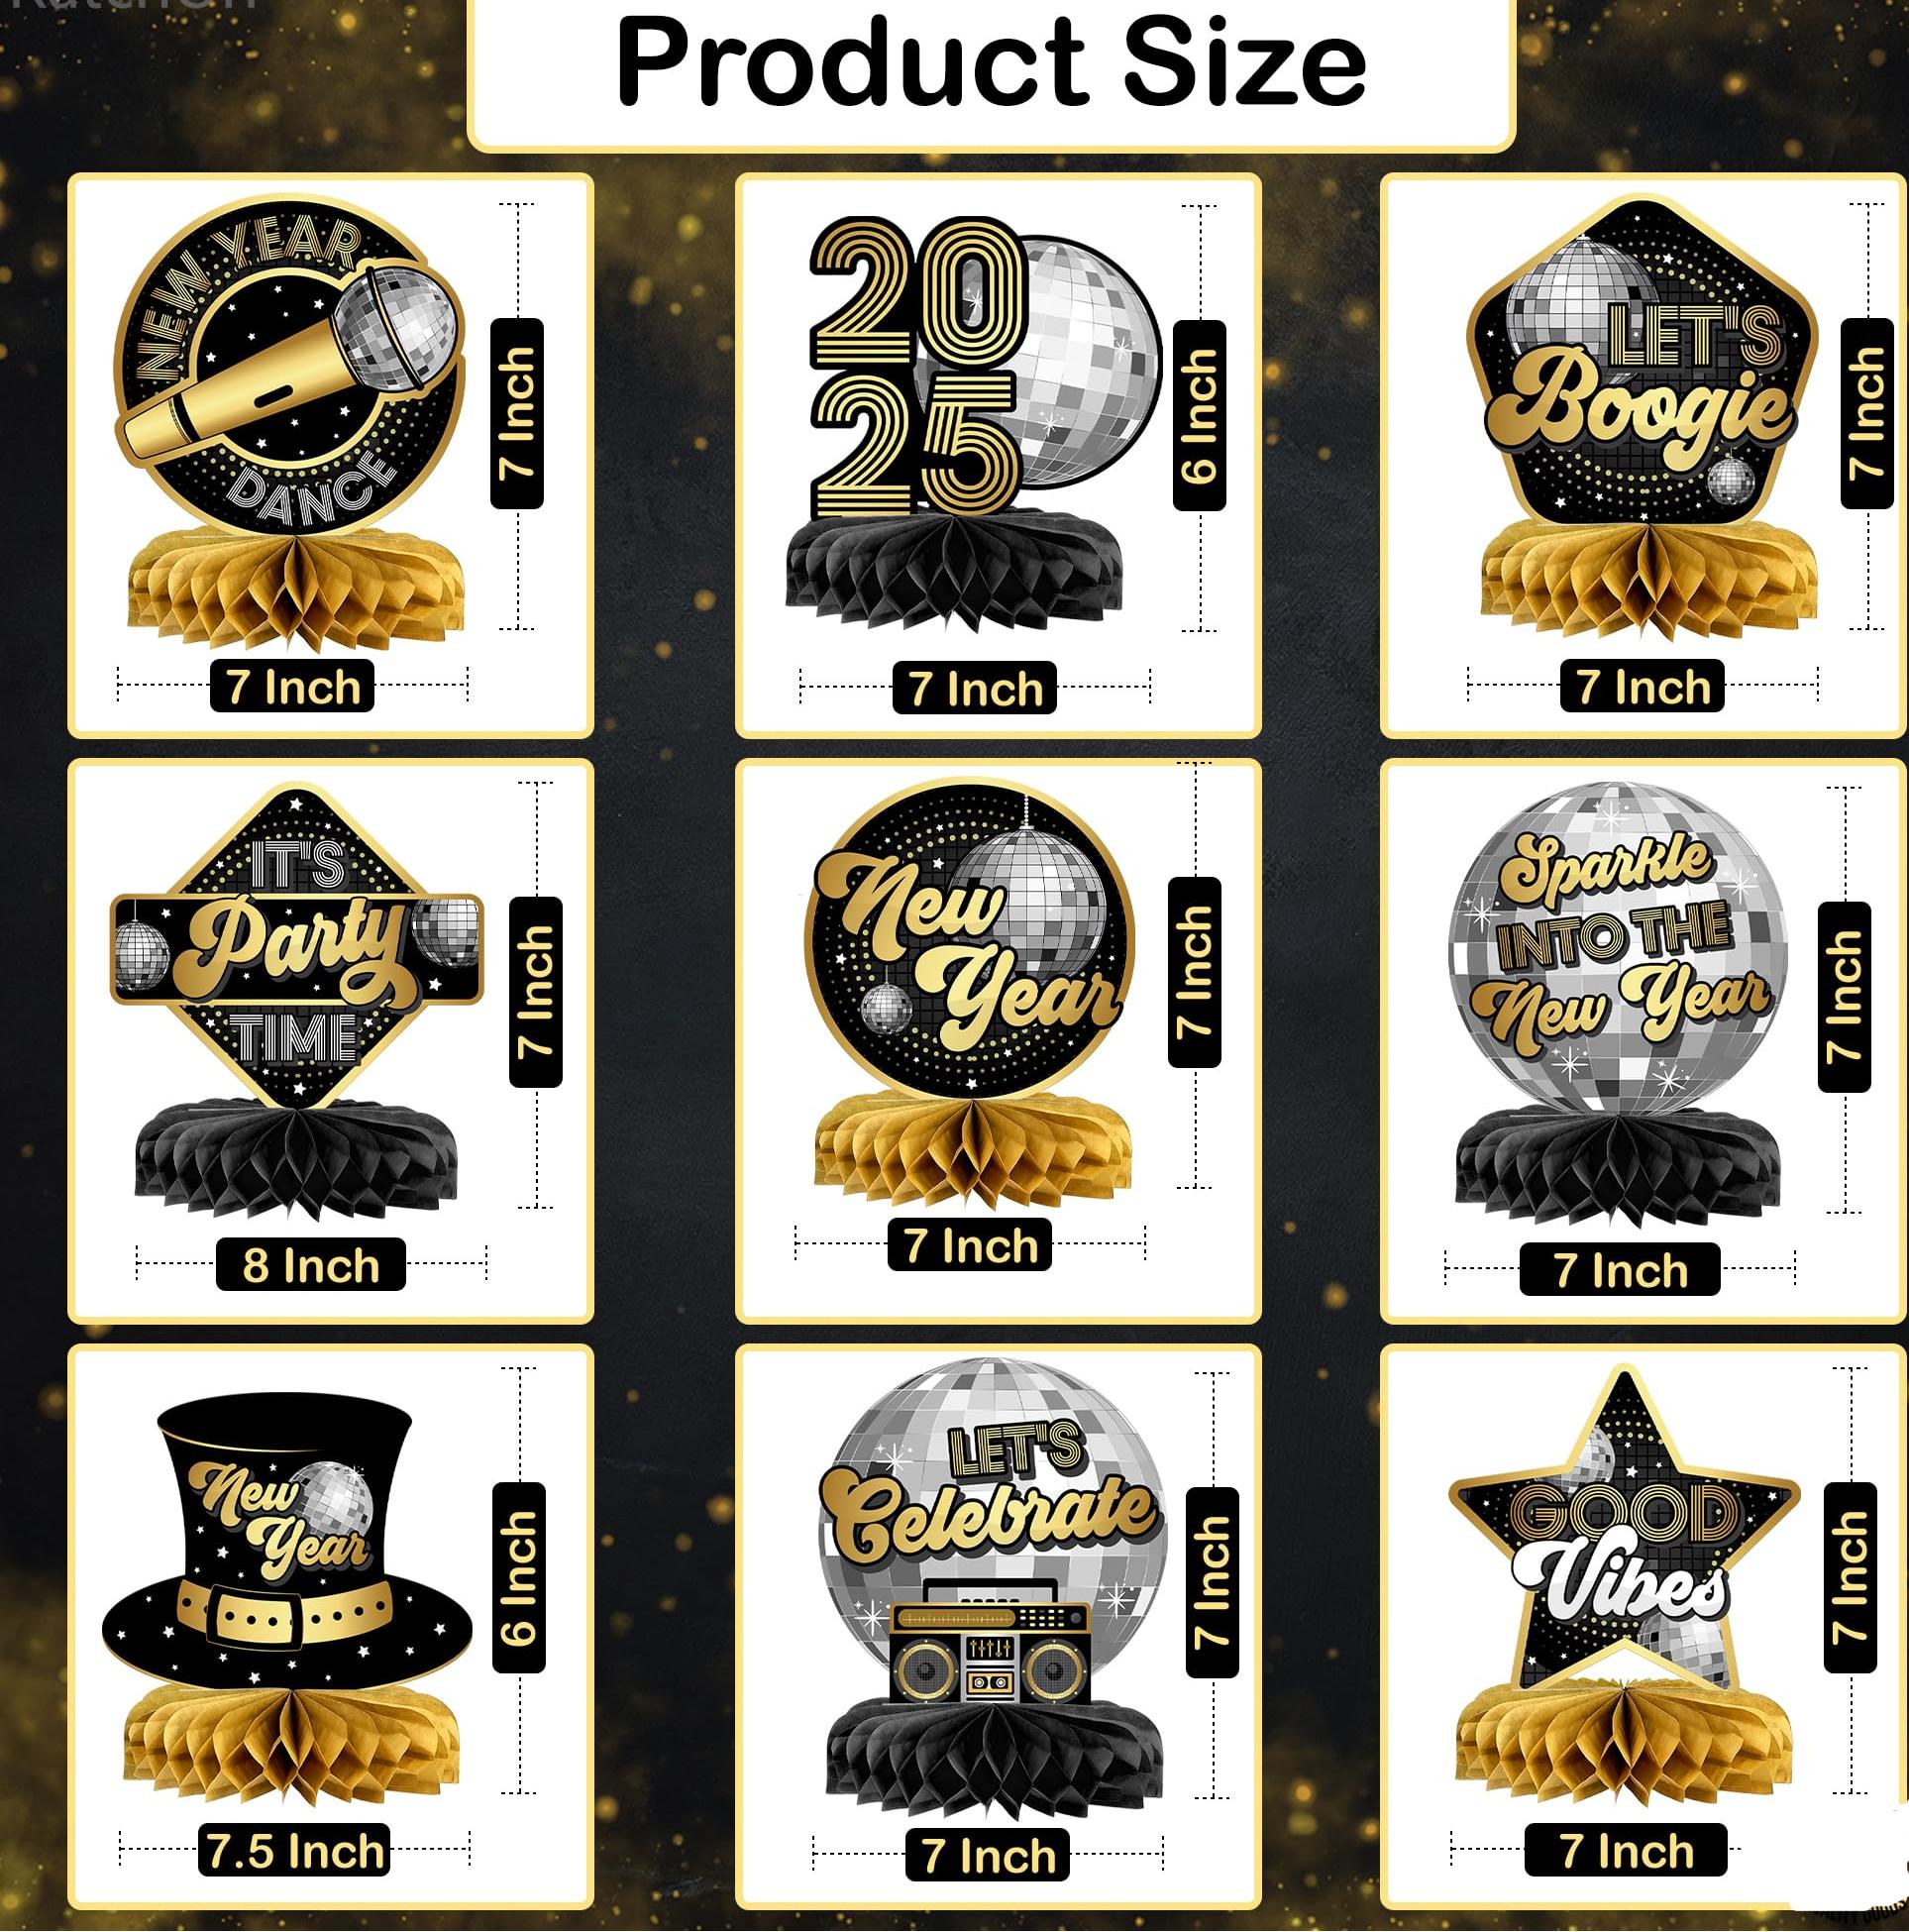 Product Size
NEW YEAR
DANCE
7 Inch
7 Inch
20
25
6 Inch
7 Inch
LET'S
Boogie
7 Inch
7 Inch
IT'S
Party
TIME
7 Inch
8 Inch
New
Year
7 Inch
7 Inch
Sparkle
INTO THE
New Year
7 Inch
7 Inch
New
Year
6 Inch
7.5 Inch
LET'S
Celebrate
7 Inch
7 Inch
GOOD
Vibes
7 Inch
7 Inch